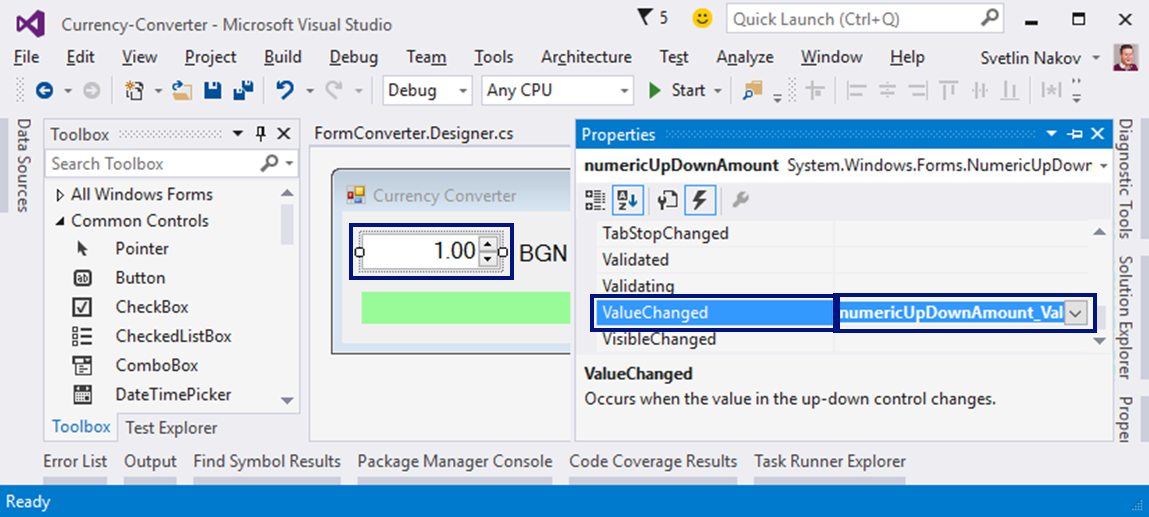 Currency-Converter - Microsoft Visual Studio
5
Quick Launch (Ctrl+Q)
File Edit View Project Build Debug Team Tools Architecture Test Analyze Window Help Svetlin Nakov
Debug Any CPU Start
Data Sources
Toolbox
Search Toolbox
All Windows Forms
Common Controls
Pointer
Button
CheckBox
CheckedListBox
ComboBox
DateTimePicker
Toolbox Test Explorer
FormConverter.Designer.cs
Currency Converter
1.00 BGN
Properties
numericUpDownAmount System.Windows.Forms.NumericUpDown
TabStopChanged
Validated
Validating
ValueChanged numericUpDownAmount_Val
VisibleChanged
ValueChanged
Occurs when the value in the up-down control changes.
Diagnostic Tools
Solution Explorer
Proper
Error List Output Find Symbol Results Package Manager Console Code Coverage Results Task Runner Explorer
Ready